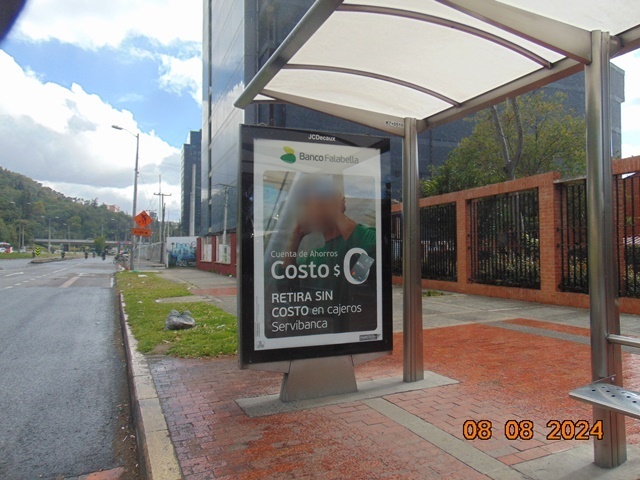 JCDecaux
Banco Falabella
Cuenta de Ahorros
Costo $0
RETIRA SIN
COSTO en cajeros
Servibanca
08 08 2024